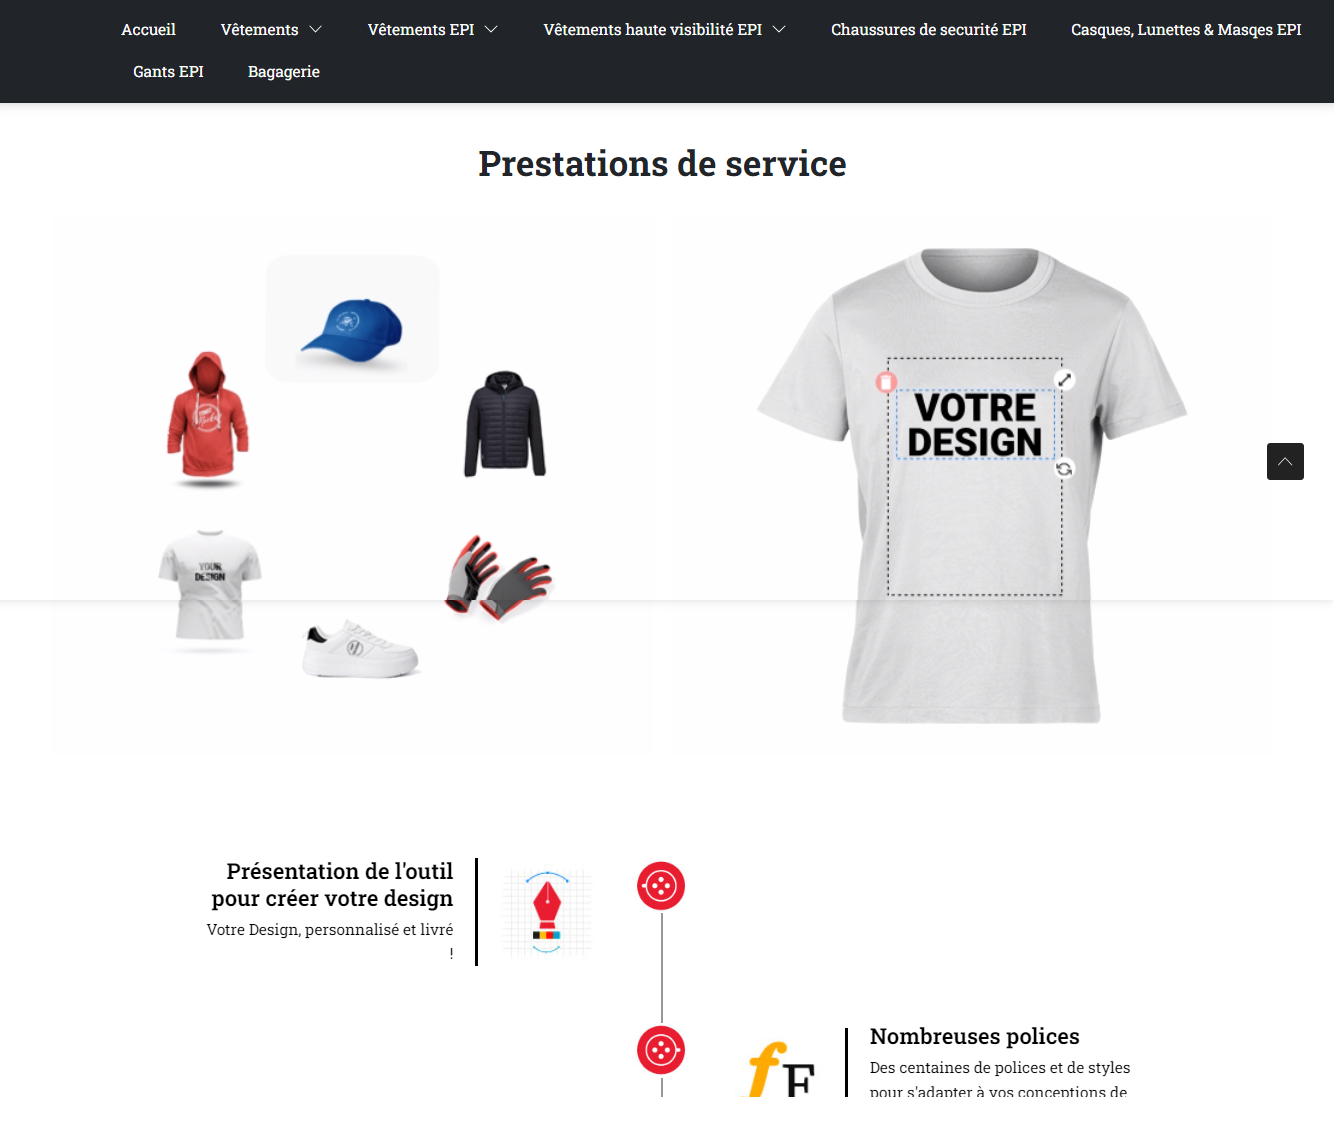 Accueil Vêtements Vêtements EPI Vêtements haute visibilité EPI Chaussures de securité EPI Casques, Lunettes & Masqes EPI
Gants EPI Bagagerie
Prestations de service
VOTRE
DESIGN
YOUR
DESIGN
Présentation de l'outil
pour créer votre design
Votre Design, personnalisé et livré
!
f F
Nombreuses polices
Des centaines de polices et de styles
pour s'adapter à vos conceptions de